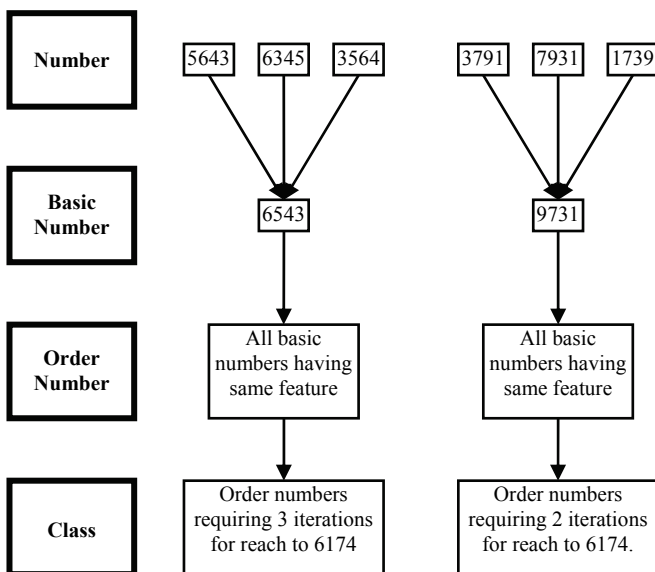 Number
5643 6345 3564
3791 7931 1739
Basic
Number
6543
9731
Order
Number
All basic
numbers having
same feature
All basic
numbers having
same feature
Class
Order numbers
requiring 3 iterations
for reach to 6174
Order numbers
requiring 2 iterations
for reach to 6174.